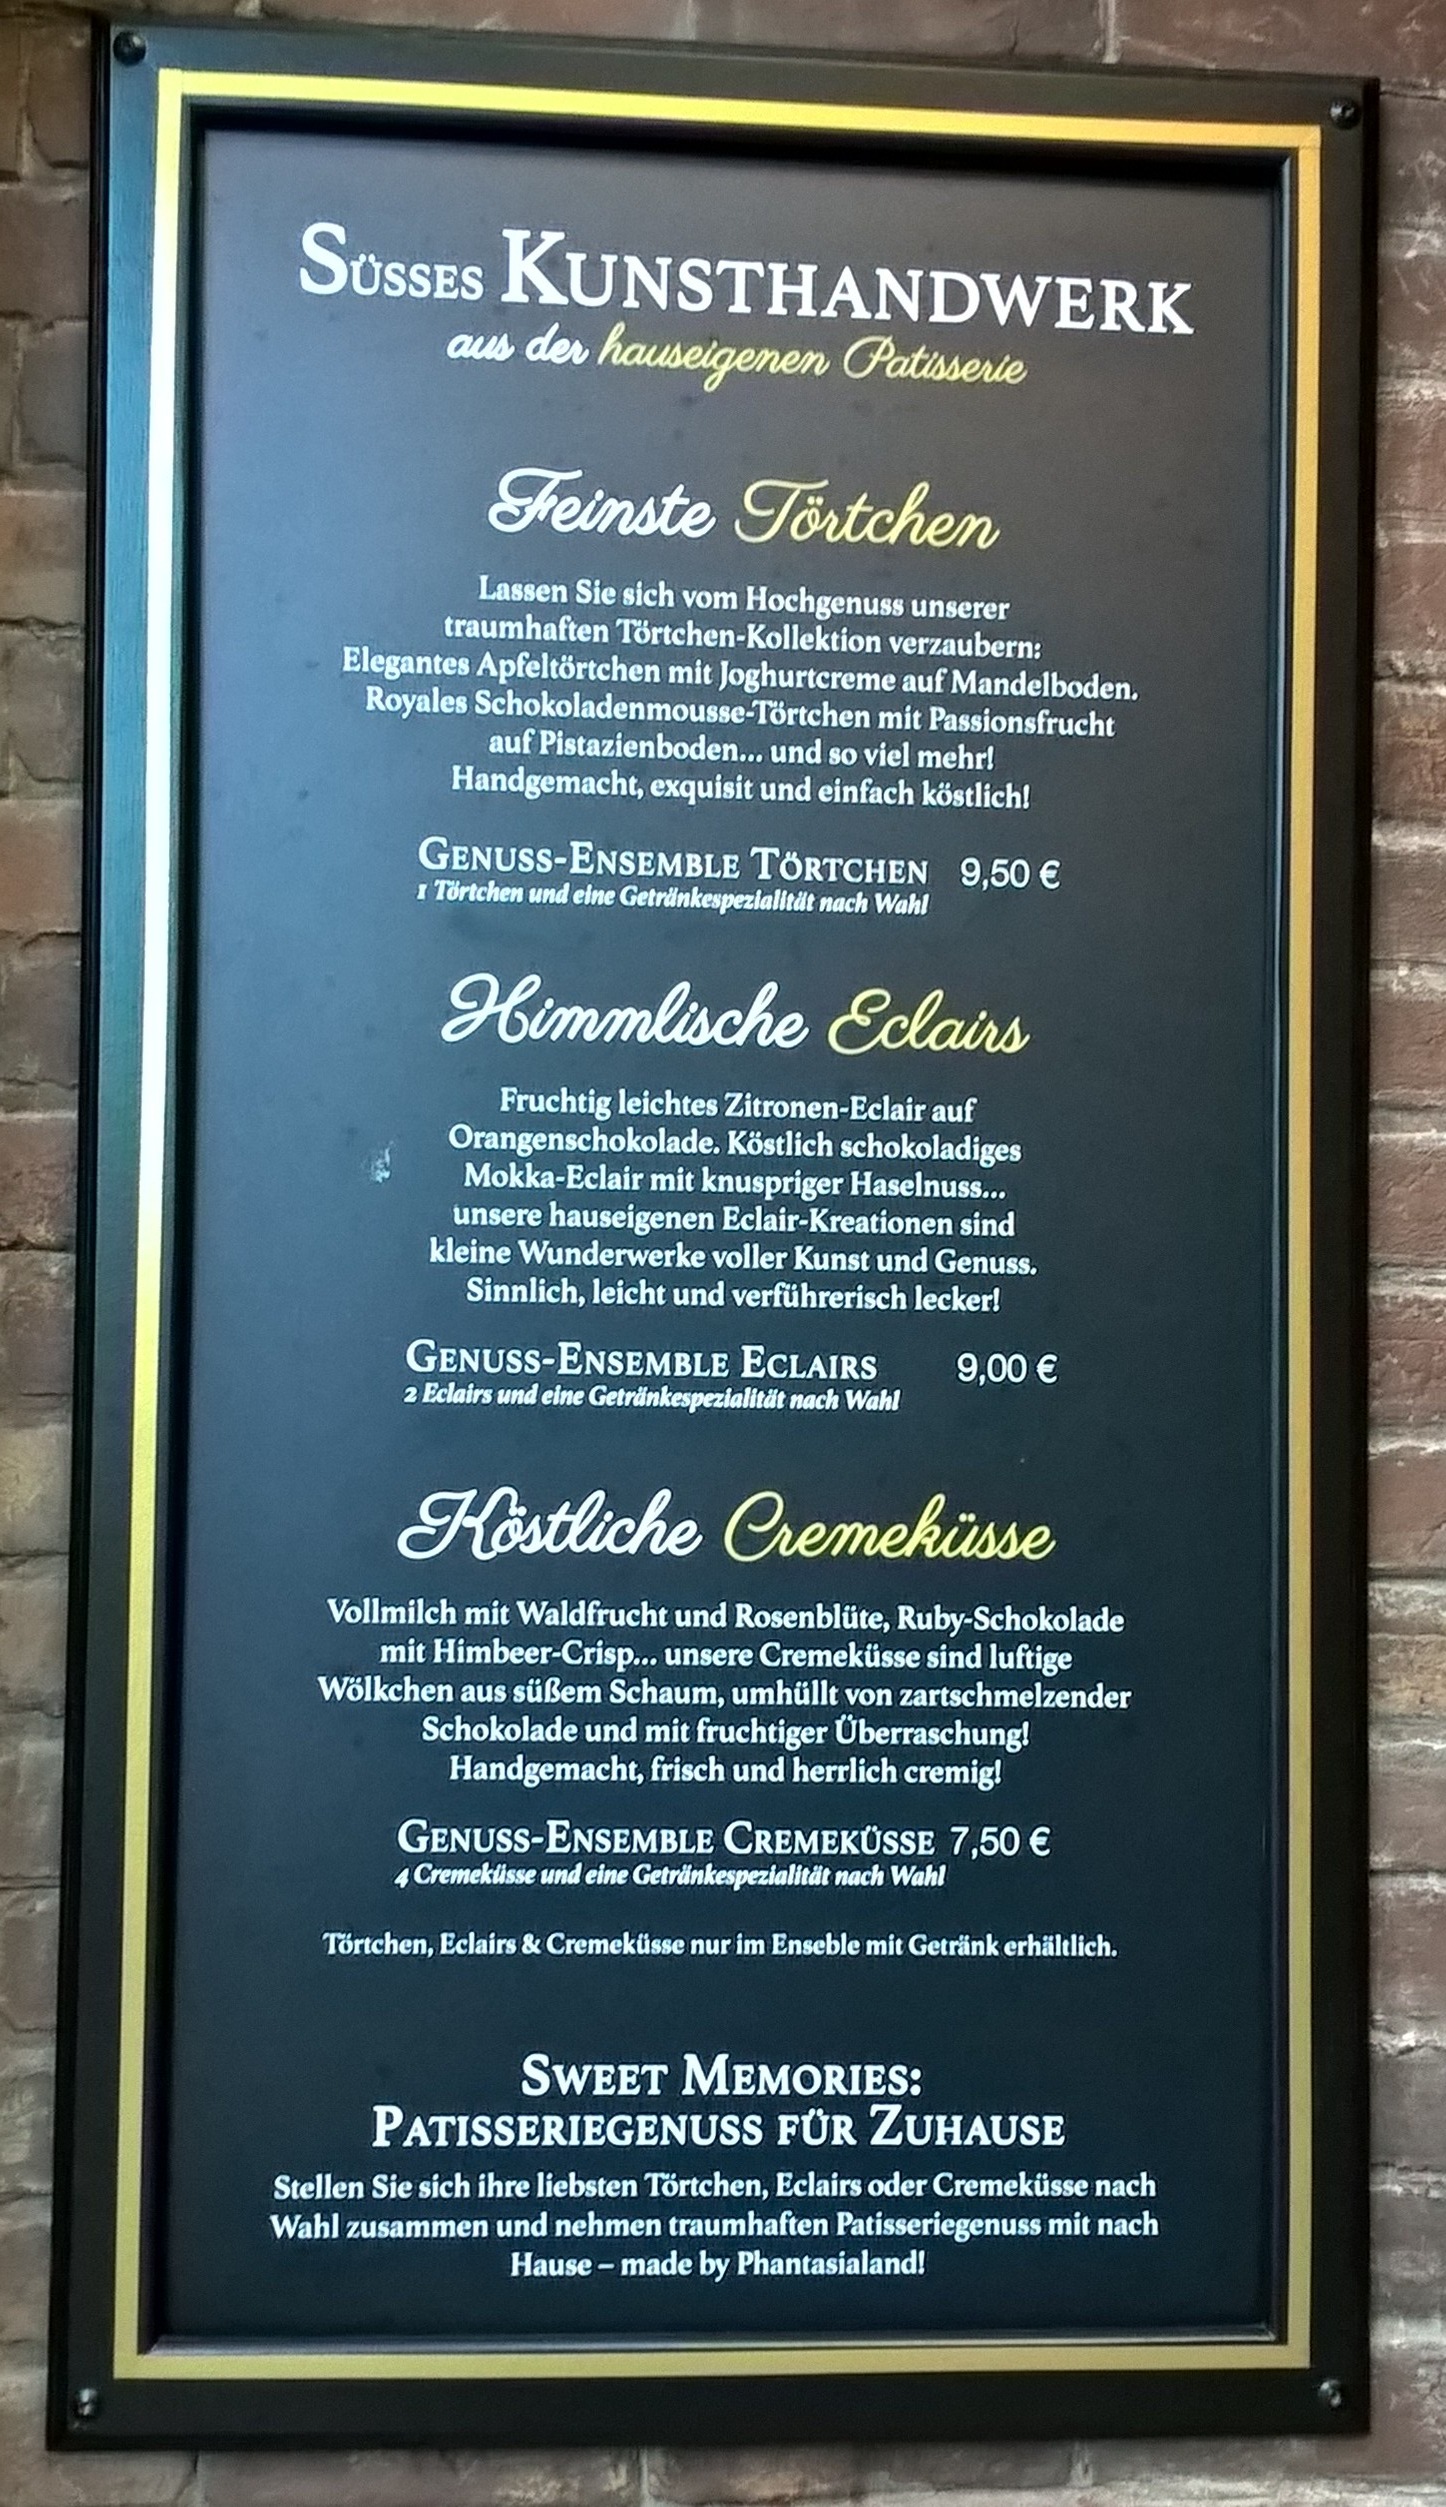 Süsses Kunsthandwerk
aus der hauseigenen Patisserie
Feinste Törtchen
Lassen Sie sich vom Hochgenuss unserer
traumhaften Törtchen-Kollektion verzaubern:
Elegantes Apfeltörtchen mit Joghurtcreme auf Mandelboden.
Royales Schokoladenmousse-Törtchen mit Passionsfrucht
auf Pistazienboden... und so viel mehr!
Handgemacht, exquisit und einfach köstlich!
Genuss-Ensemble Törtchen 9,50 €
1 Törtchen und eine Getränkespezialität nach Wahl
Himmlische Eclairs
Fruchtig leichtes Zitronen-Eclair auf
Orangenschokolade. Köstlich schokoladiges
Mokka-Eclair mit knuspriger Haselnuss...
unsere hauseigenen Eclair-Kreationen sind
kleine Wunderwerke voller Kunst und Genuss.
Sinnlich, leicht und verführerisch lecker!
Genuss-Ensemble Eclairs 9,00 €
2 Eclairs und eine Getränkespezialität nach Wahl
Köstliche Cremeküsse
Vollmilch mit Waldfrucht und Rosenblüte, Ruby-Schokolade
mit Himbeer-Crisp... unsere Cremeküsse sind luftige
Wölkchen aus süßem Schaum, umhüllt von zartschmelzender
Schokolade und mit fruchtiger Überraschung!
Handgemacht, frisch und herrlich cremig!
Genuss-Ensemble Cremeküsse 7,50 €
4 Cremeküsse und eine Getränkespezialität nach Wahl
Törtchen, Eclairs & Cremeküsse nur im Enseble mit Getränk erhältlich.
Sweet Memories:
Patisseriegenuss für Zuhause
Stellen Sie sich ihre liebsten Törtchen, Eclairs oder Cremeküsse nach
Wahl zusammen und nehmen traumhaften Patisseriegenuss mit nach
Hause – made by Phantasialand!